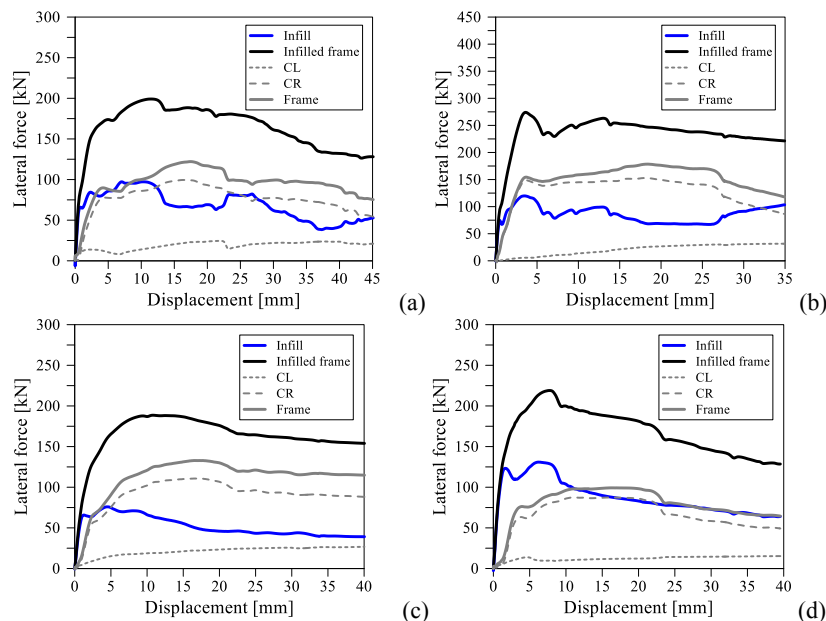 300
250
200
150
100
50
0
Lateral force [kN]
Infill
Infilled frame
CL
CR
Frame
0 5 10 15 20 25 30 35 40 45
Displacement [mm]
(a)
450
400
350
300
250
200
150
100
50
0
Lateral force [kN]
Infill
Infilled frame
CL
CR
Frame
0 5 10 15 20 25 30 35
Displacement [mm]
(b)
300
250
200
150
100
50
0
Lateral force [kN]
Infill
Infilled frame
CL
CR
Frame
0 5 10 15 20 25 30 35 40
Displacement [mm]
(c)
300
250
200
150
100
50
0
Lateral force [kN]
Infill
Infilled frame
CL
CR
Frame
0 5 10 15 20 25 30 35 40
Displacement [mm]
(d)